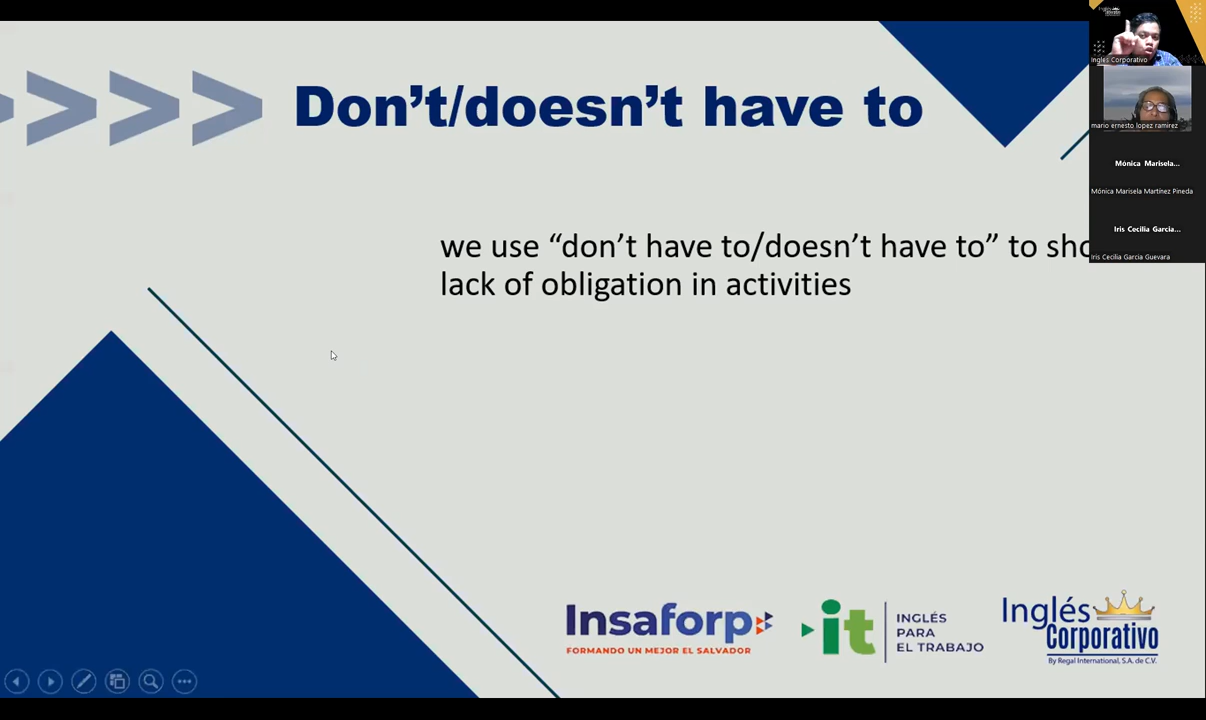 Don't/doesn't have to
we use “don't have to/doesn't have to” to
lack of obligation in activities
Insaforp
FORMANDO UN MEJOR EL SALVADOR
it
INGLÉS
PARA
EL TRABAJO
Inglés
Corporativo
By Regal International, S.A. de C.V.
Inglés Corporativo
mario ernesto lopez ramirez
Mónica Marisela...
Mónica Marisela Martínez Pineda
Iris Cecilia Garcia...
Iris Cecilia Garcia Guevara